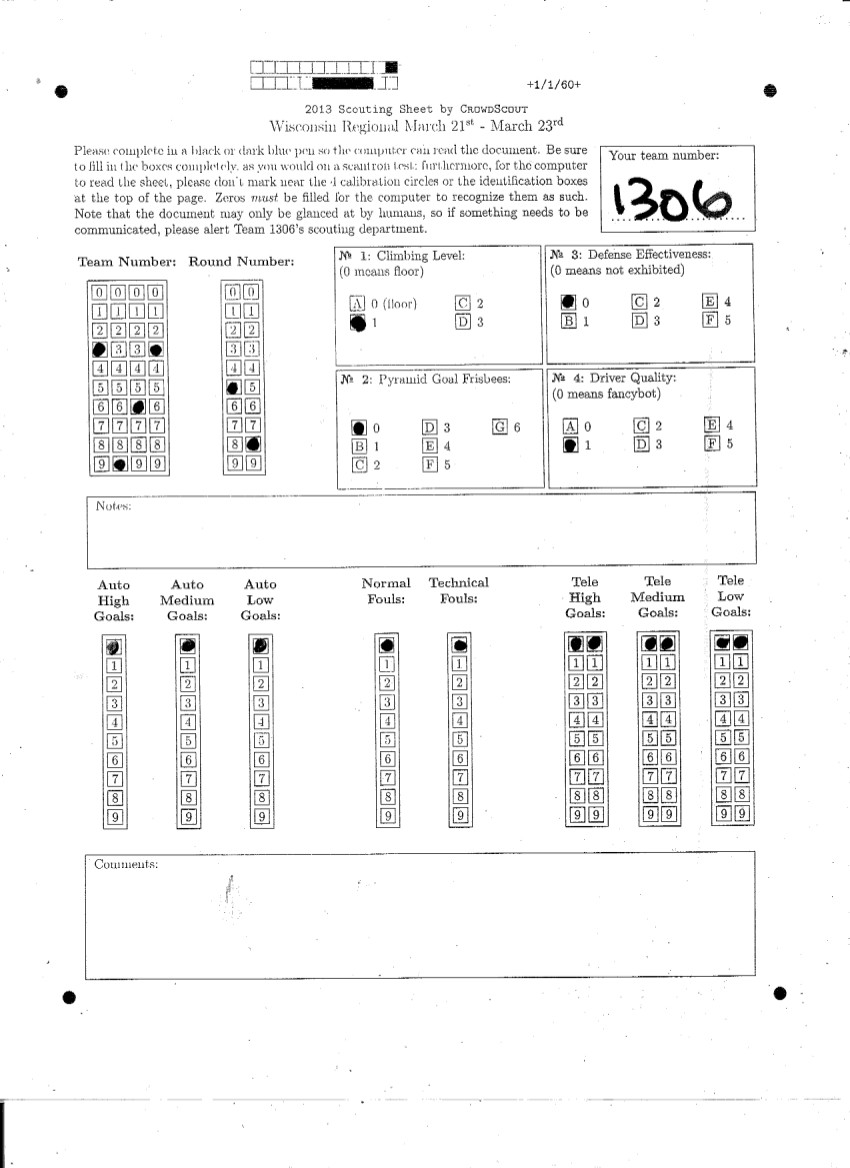 +1/1/60+
2013 Scouting Sheet by CROWDSCOUT
Wisconsin Regional March 21st - March 23rd
Please complete in a black or dark blue pen so the computer can read the document. Be sure
to fill in the boxes completely, as you would on a scantron test; furthermore, for the computer
to read the sheet, please don't mark near the 4 calibration circles or the identification boxes
at the top of the page. Zeros must be filled for the computer to recognize them as such.
Note that the document may only be glanced at by humans, so if something needs to be
communicated, please alert Team 1306's scouting department.
Your team number:
1306
Team Number: Round Number:
0 0 0 0 0 0
1 1 1 1 1 1
2 2 2 2 2 2
3 3 3 3
4 4 4 4 4 4
5 5 5 5 5
6 6 6 6 6
7 7 7 7 7 7
8 8 8 8 8
9 9 9 9 9
№ 1: Climbing Level:
(0 means floor)
A 0 (floor) C 2
1 D 3
№ 2: Pyramid Goal Frisbees:
0 D 3 G 6
B 1 E 4
C 2 F 5
№ 3: Defense Effectiveness:
(0 means not exhibited)
0 C 2 E 4
B 1 D 3 F 5
№ 4: Driver Quality:
(0 means fancybot)
A 0 C 2 E 4
1 D 3 F 5
Notes:
Auto Auto Auto Normal Technical Tele Tele Tele
High Medium Low Fouls: Fouls: High Medium Low
Goals: Goals: Goals: Goals: Goals: Goals:
1 1 1 1 1 1 1 1 1 1 1
2 2 2 2 2 2 2 2 2 2 2
3 3 3 3 3 3 3 3 3 3 3
4 4 4 4 4 4 4 4 4 4 4
5 5 5 5 5 5 5 5 5 5 5
6 6 6 6 6 6 6 6 6 6 6
7 7 7 7 7 7 7 7 7 7 7
8 8 8 8 8 8 8 8 8 8 8
9 9 9 9 9 9 9 9 9 9 9
Comments: